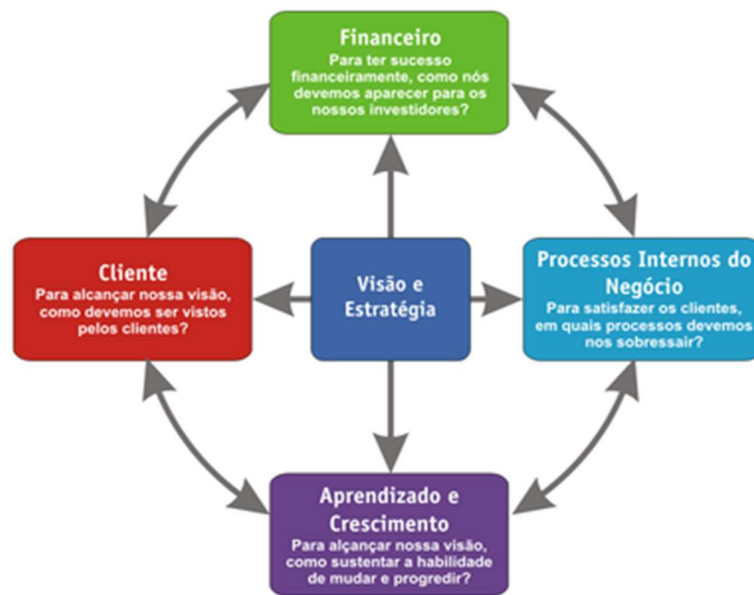 Financeiro
Para ter sucesso
financeiramente, como nós
devemos aparecer para os
nossos investidores?
Cliente
Para alcançar nossa visão,
como devemos ser vistos
pelos clientes?
Visão e
Estratégia
Processos Internos do
Negócio
Para satisfazer os clientes,
em quais processos devemos
nos sobressair?
Aprendizado e
Crescimento
Para alçançar nossa visão,
como sustentar a habilidade
de mudar e progredir?